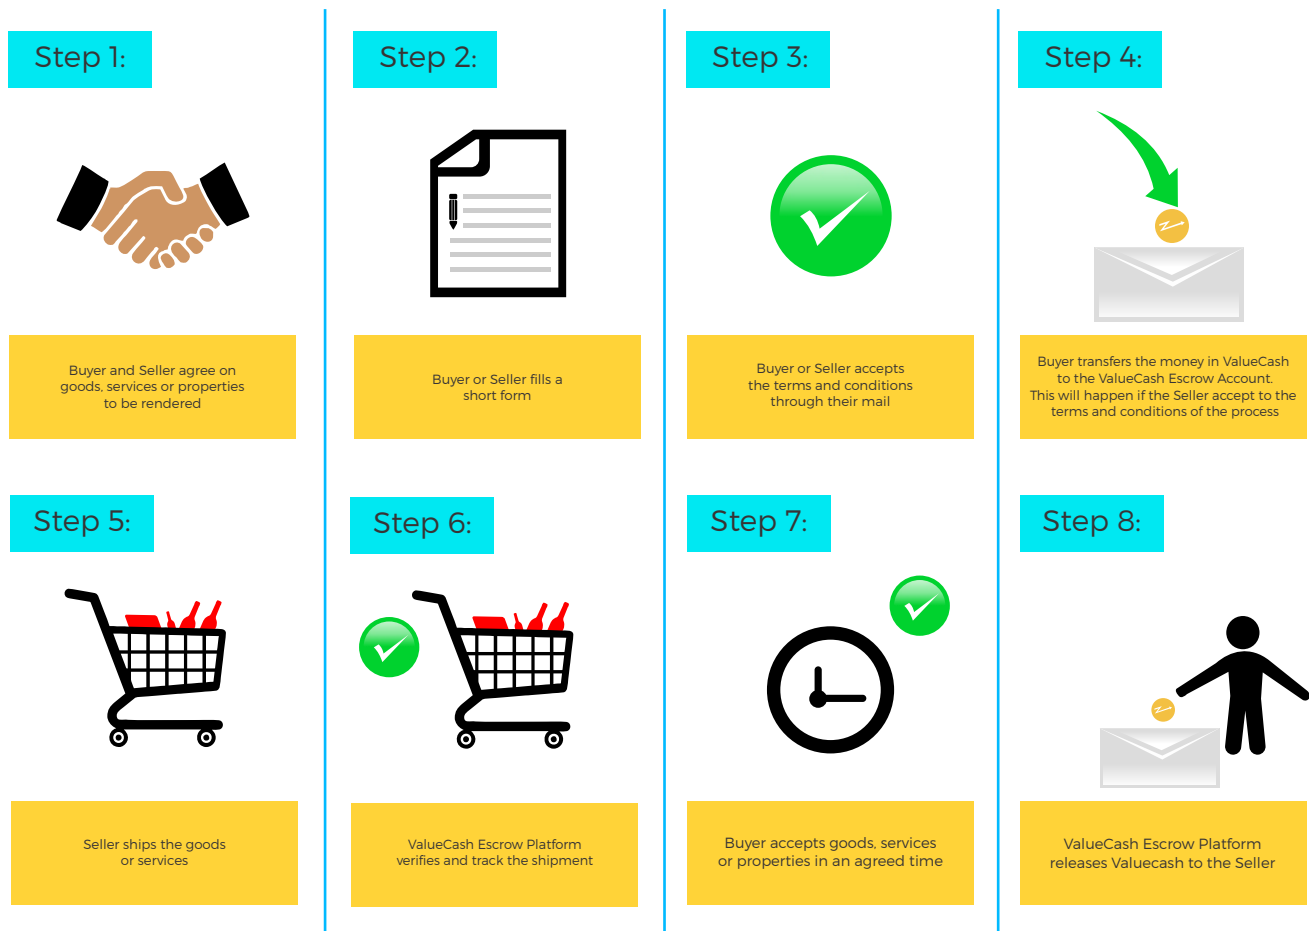 Step 1:
Step 2:
Step 3:
Step 4:
Buyer and Seller agree on
goods, services or properties
to be rendered
Buyer or Seller fills a
short form
Buyer or Seller accepts
the terms and conditions
through their mail
Buyer transfers the money in ValueCash
to the ValueCash Escrow Account.
This will happen if the Seller accept to the
terms and conditions of the process
Step 5:
Step 6:
Step 7:
Step 8:
Seller ships the goods
or services
ValueCash Escrow Platform
verifies and track the shipment
Buyer accepts goods, services
or properties in an agreed time
ValueCash Escrow Platform
releases Valuecash to the Seller